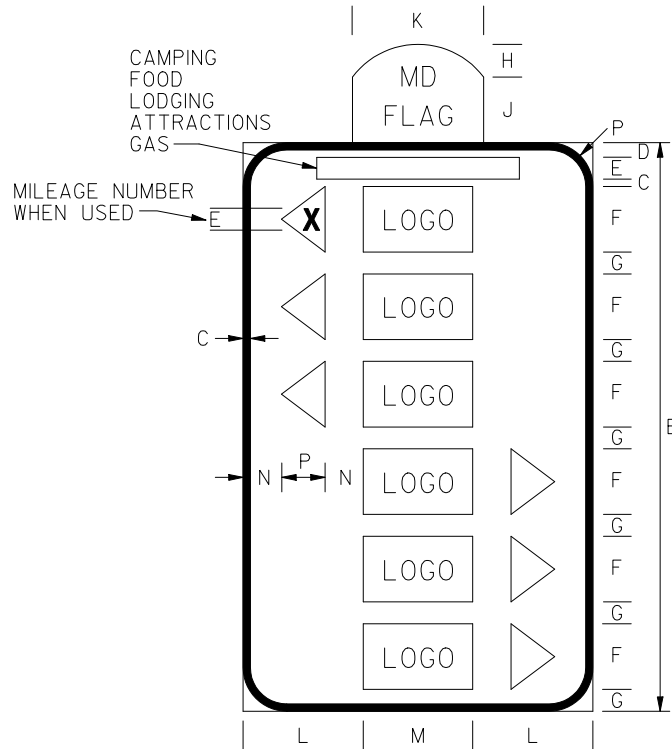 K
H
CAMPING
FOOD
LODGING
ATTRACTIONS
GAS
MD
FLAG
J
P
D
E
C
MILEAGE NUMBER
WHEN USED
E
X
LOGO
F
G
LOGO
F
C
G
LOGO
F
G
N
P
N
LOGO
F
G
LOGO
F
G
LOGO
F
G
L
M
L